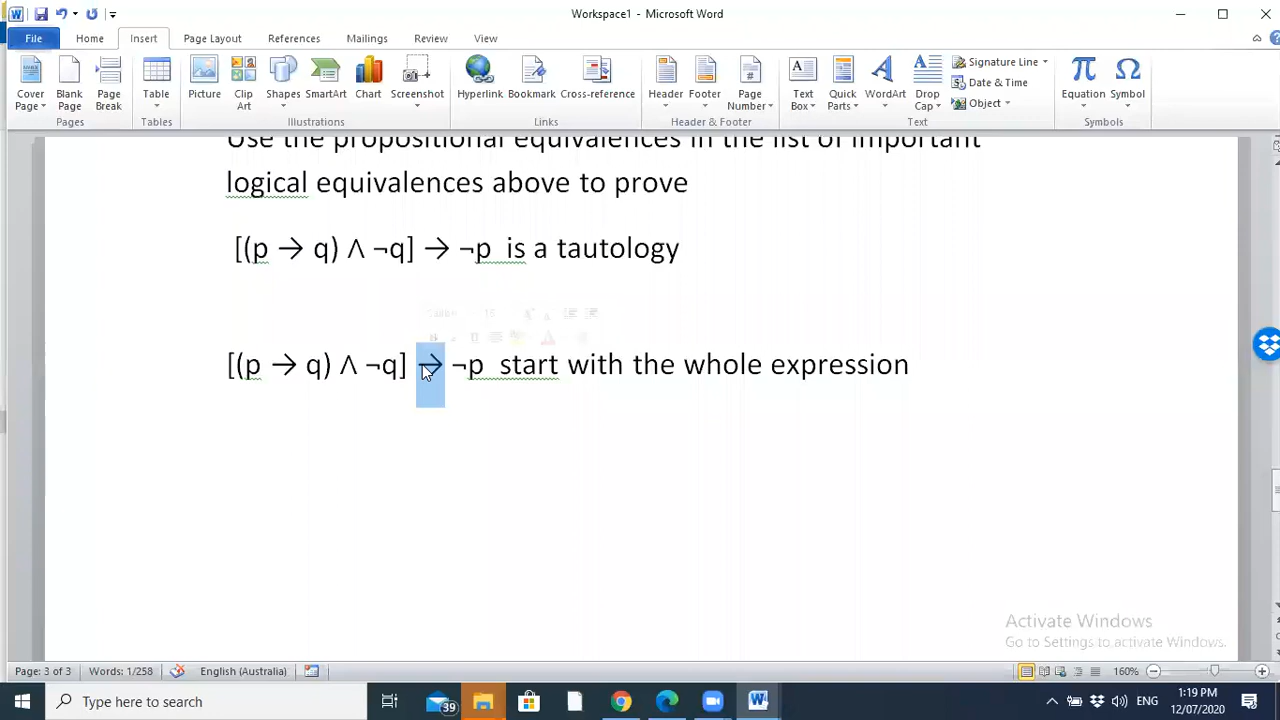 Workspace1 - Microsoft Word
File Home Insert Page Layout References Mailings Review View
Cover Page Blank Page Page Break Table Picture Clip Art Shapes SmartArt Chart Screenshot Hyperlink Bookmark Cross-reference Header Footer Page Number Text Box Quick Parts WordArt Drop Cap Signature Line Date & Time Object Equation Symbol
Pages Tables Illustrations Links Header & Footer Text Symbols
Use the propositional equivalences in the list of important
logical equivalences above to prove
[(p → q) ∧ ¬q] → ¬p is a tautology
[(p → q) ∧ ¬q] → ¬p start with the whole expression
Activate Windows
Go to Settings to activate Windows.
Page: 3 of 3 Words: 1/258 English (Australia) 160%
Type here to search 39 ENG 1:19 PM
12/07/2020